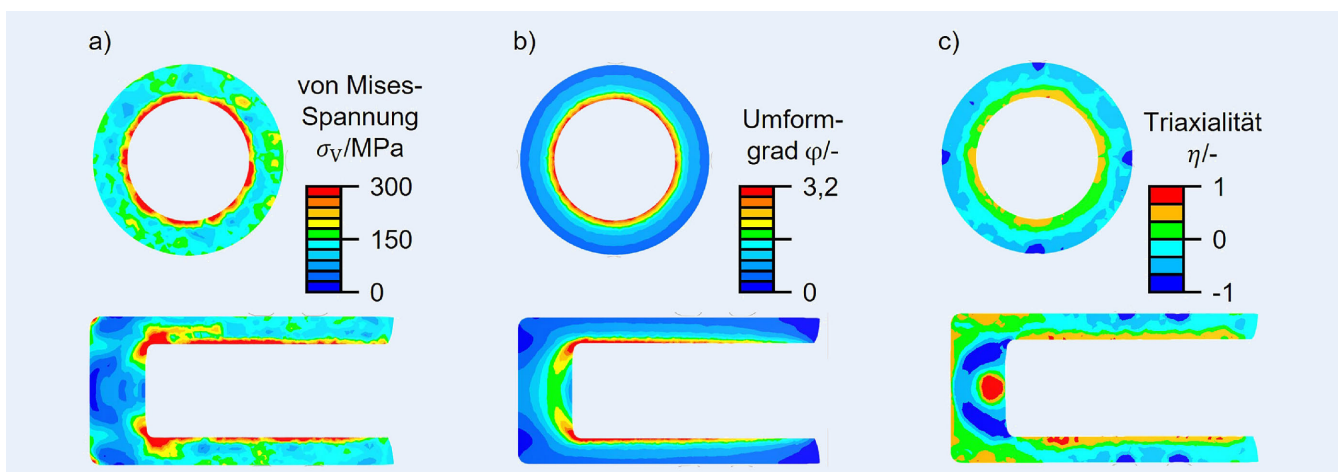 a)
von Mises-
Spannung
σV/MPa
300
150
0
b)
Umform-
grad φ/-
3,2
0
c)
Triaxialität
η/-
1
0
-1